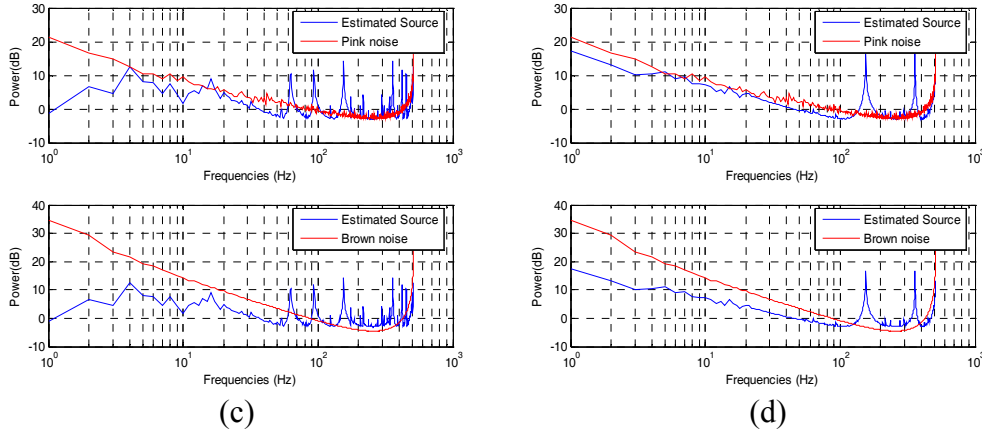 30
20
10
0
-10
Power(dB)
Estimated Source
Pink noise
10^0
10^1
10^2
10^3
Frequencies (Hz)
30
20
10
0
-10
Power(dB)
Estimated Source
Pink noise
10^0
10^1
10^2
10^3
Frequencies (Hz)
40
30
20
10
0
-10
Power(dB)
Estimated Source
Brown noise
10^0
10^1
10^2
10^3
Frequencies (Hz)
40
30
20
10
0
-10
Power(dB)
Estimated Source
Brown noise
10^0
10^1
10^2
10^3
Frequencies (Hz)
(c)
(d)